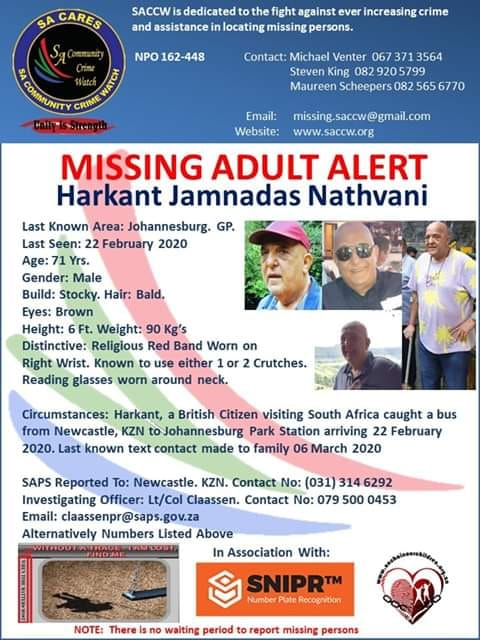 SACCW is dedicated to the fight against ever increasing crime
and assistance in locating missing persons.
SA CARES
SA Community
Crime
Watch
SA COMMUNITY CRIME WATCH
Unity Is Strength
NPO 162-448
Contact: Michael Venter 067 371 3564
Steven King 082 920 5799
Maureen Scheepers 082 565 6770
Email: missing.saccw@gmail.com
Website: www.saccw.org
MISSING ADULT ALERT
Harkant Jamnadas Nathvani
Last Known Area: Johannesburg. GP.
Last Seen: 22 February 2020
Age: 71 Yrs.
Gender: Male
Build: Stocky. Hair: Bald.
Eyes: Brown
Height: 6 Ft. Weight: 90 Kg’s
Distinctive: Religious Red Band Worn on
Right Wrist. Known to use either 1 or 2 Crutches.
Reading glasses worn around neck.
Circumstances: Harkant, a British Citizen visiting South Africa caught a bus
from Newcastle, KZN to Johannesburg Park Station arriving 22 February
2020. Last known text contact made to family 06 March 2020
SAPS Reported To: Newcastle. KZN. Contact No: (031) 314 6292
Investigating Officer: Lt/Col Claassen. Contact No: 079 500 0453
Email: claassenpr@saps.gov.za
Alternatively Numbers Listed Above
WITHOUT A TRACE - I AM LOST,
FIND ME
In Association With:
SNIPR™
Number Plate Recognition
NOTE: There is no waiting period to report missing persons